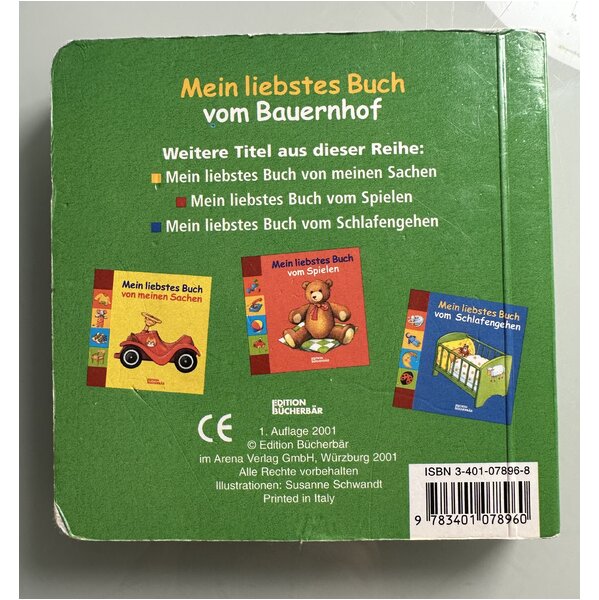 Mein liebstes Buch
vom Bauernhof
Weitere Titel aus dieser Reihe:
Mein liebstes Buch von meinen Sachen
Mein liebstes Buch vom Spielen
Mein liebstes Buch vom Schlafengehen
Mein liebstes Buch
von meinen Sachen
Mein liebstes Buch
vom Spielen
Mein liebstes Buch
vom Schlafengehen
EDITION
BÜCHERBÄR
CE
1. Auflage 2001
© Edition Bücherbär
im Arena Verlag GmbH, Würzburg 2001
Alle Rechte vorbehalten
Illustrationen: Susanne Schwandt
Printed in Italy
ISBN 3-401-07896-8
9 783401 078960